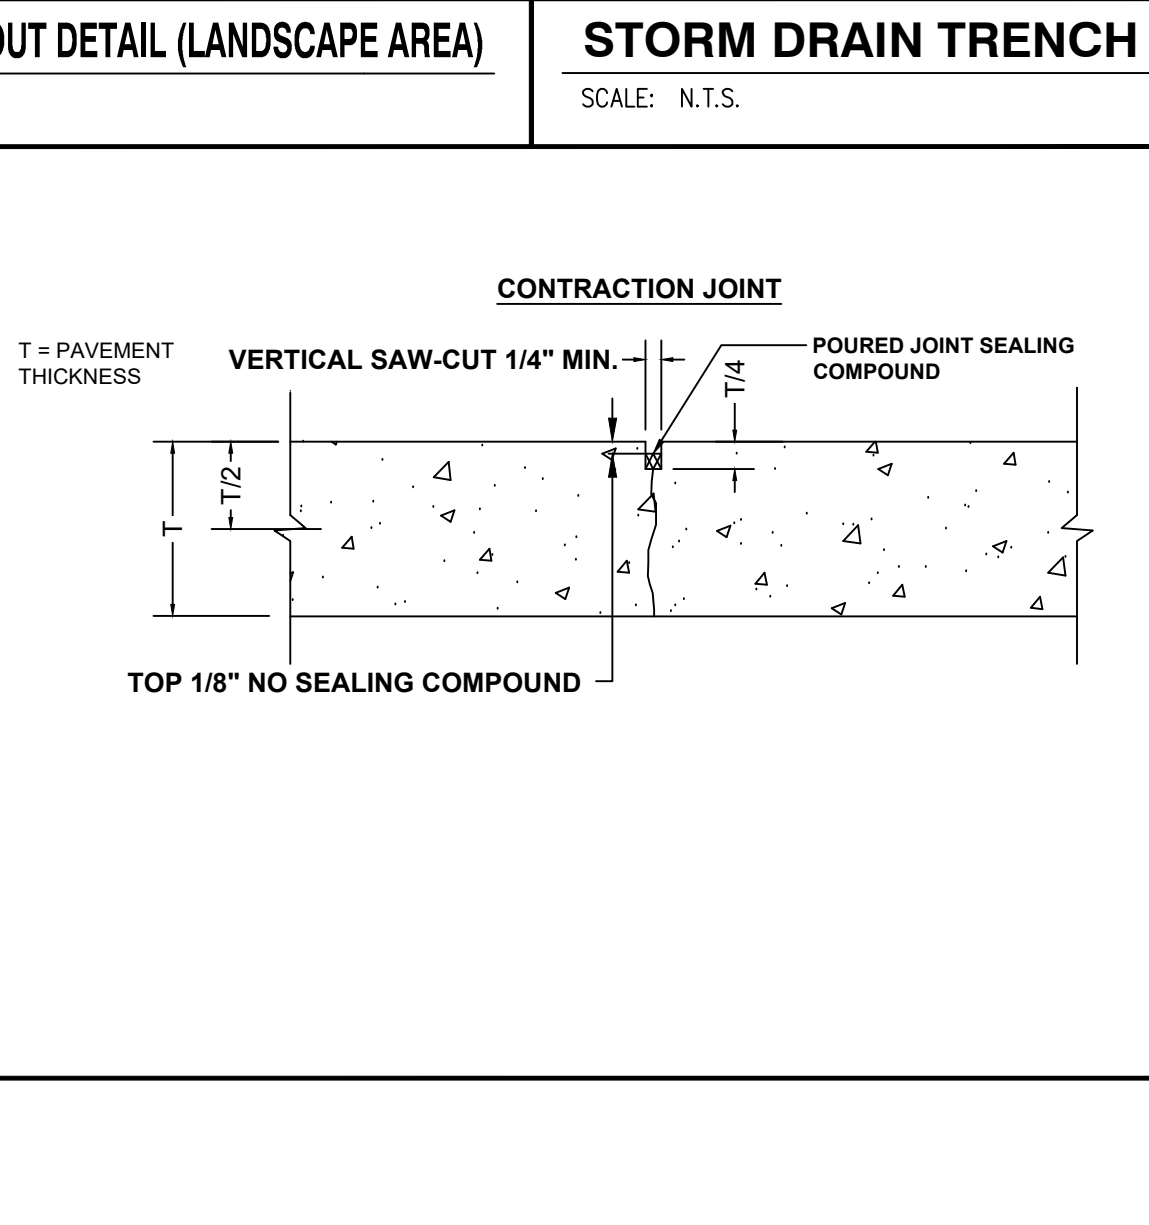 DETAIL (LANDSCAPE AREA)
STORM DRAIN TRENCH
SCALE: N.T.S.
CONTRACTION JOINT
T = PAVEMENT
THICKNESS
VERTICAL SAW-CUT 1/4" MIN.
POURED JOINT SEALING
COMPOUND
T/4
T/2
T
TOP 1/8" NO SEALING COMPOUND